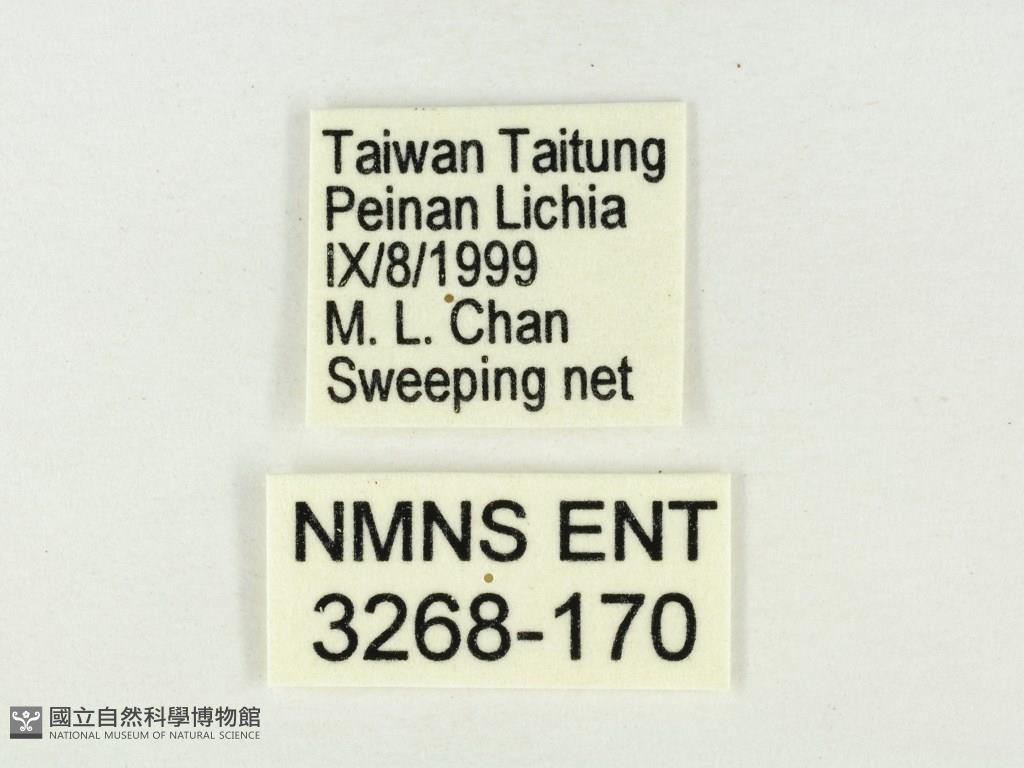 Taiwan Taitung
Peinan Lichia
IX/8/1999
M. L. Chan
Sweeping net
NMNS ENT
3268-170
國立自然科學博物館
NATIONAL MUSEUM OF NATURAL SCIENCE